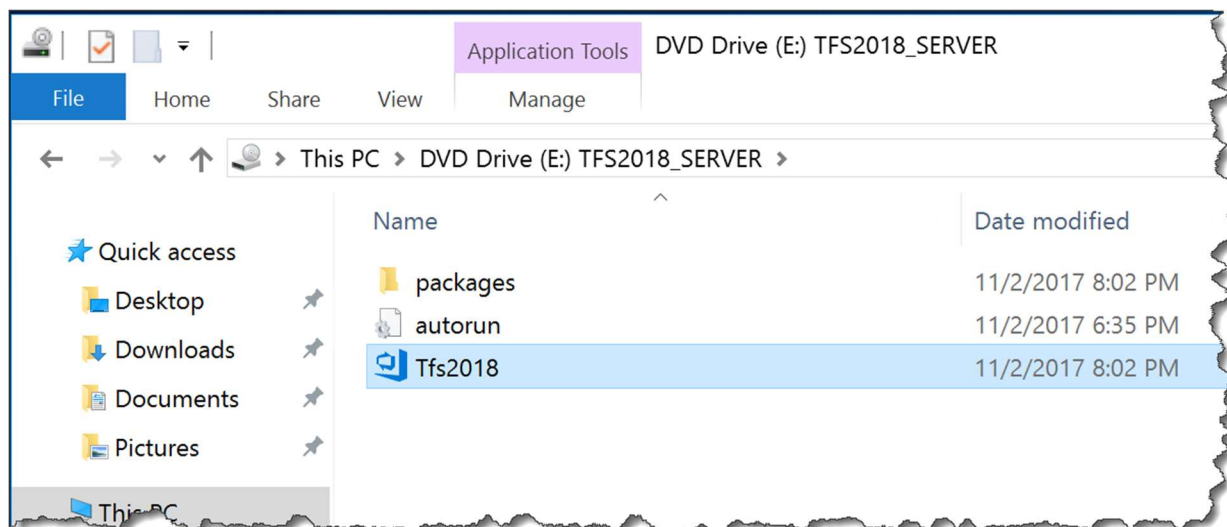 Application Tools
DVD Drive (E:) TFS2018_SERVER
File Home Share View Manage
This PC > DVD Drive (E:) TFS2018_SERVER >
Name Date modified
Quick access
Desktop
Downloads
Documents
Pictures
This PC
packages 11/2/2017 8:02 PM
autorun 11/2/2017 6:35 PM
Tfs2018 11/2/2017 8:02 PM